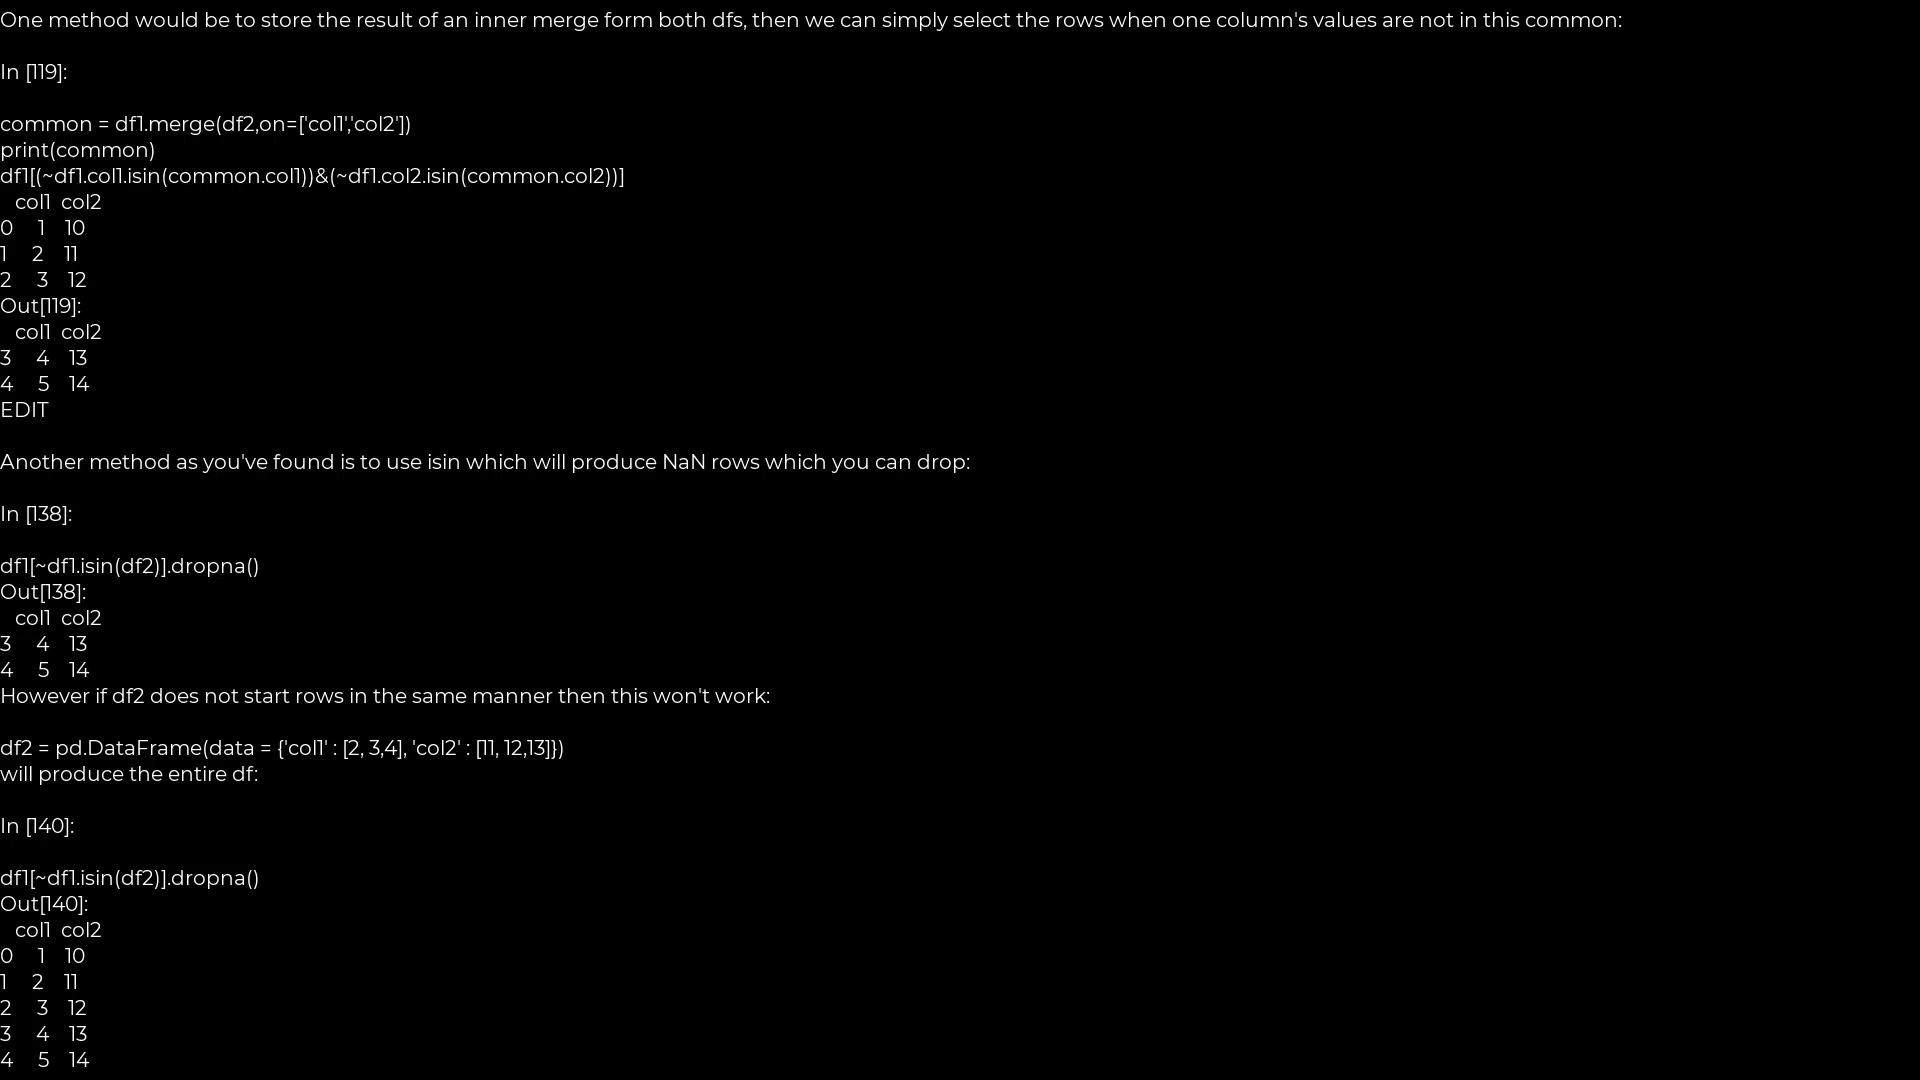 One method would be to store the result of an inner merge form both dfs, then we can simply select the rows when one column's values are not in this common:
In [119]:
common = df1.merge(df2,on=['col1','col2'])
print(common)
df1[(~df1.col1.isin(common.col1))&(~df1.col2.isin(common.col2))]
col1 col2
0 1 10
1 2 11
2 3 12
Out[119]:
col1 col2
3 4 13
4 5 14
EDIT
Another method as you've found is to use isin which will produce NaN rows which you can drop:
In [138]:
df1[~df1.isin(df2)].dropna()
Out[138]:
col1 col2
3 4 13
4 5 14
However if df2 does not start rows in the same manner then this won't work:
df2 = pd.DataFrame(data = {'col1' : [2, 3,4], 'col2' : [11, 12,13]})
will produce the entire df:
In [140]:
df1[~df1.isin(df2)].dropna()
Out[140]:
col1 col2
0 1 10
1 2 11
2 3 12
3 4 13
4 5 14